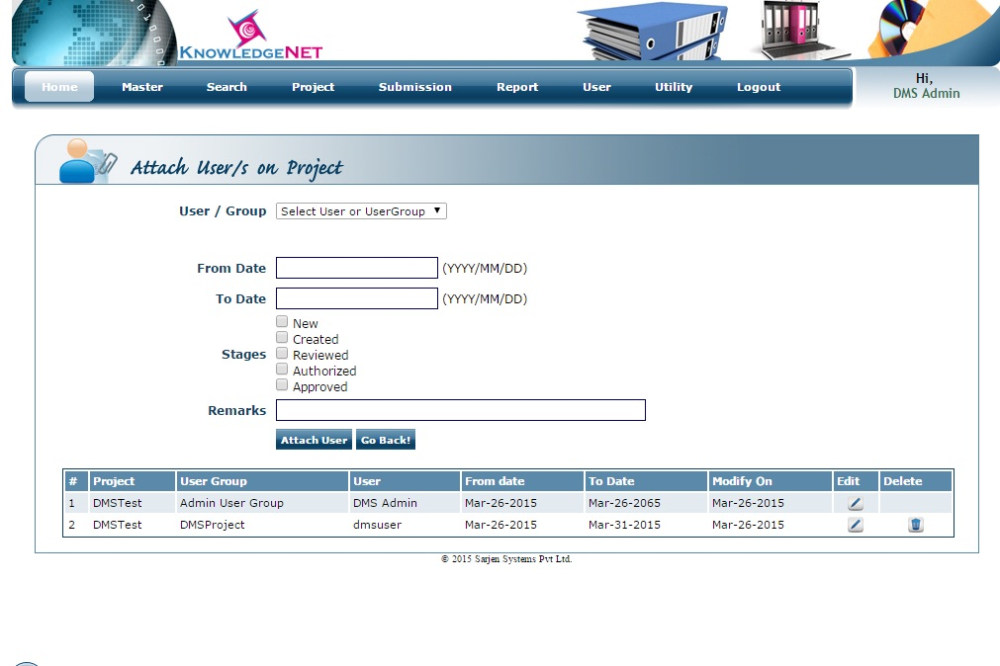 KNOWLEDGENET
Home Master Search Project Submission Report User Utility Logout
Hi,
DMS Admin
Attach User/s on Project
User / Group Select User or UserGroup
From Date (YYYY/MM/DD)
To Date (YYYY/MM/DD)
Stages
New
Created
Reviewed
Authorized
Approved
Remarks
Attach User Go Back!
# Project User Group User From date To Date Modify On Edit Delete
1 DMSTest Admin User Group DMS Admin Mar-26-2015 Mar-26-2065 Mar-26-2015
2 DMSTest DMSProject dmsuser Mar-26-2015 Mar-31-2015 Mar-26-2015
© 2015 Sarjen Systems Pvt Ltd.